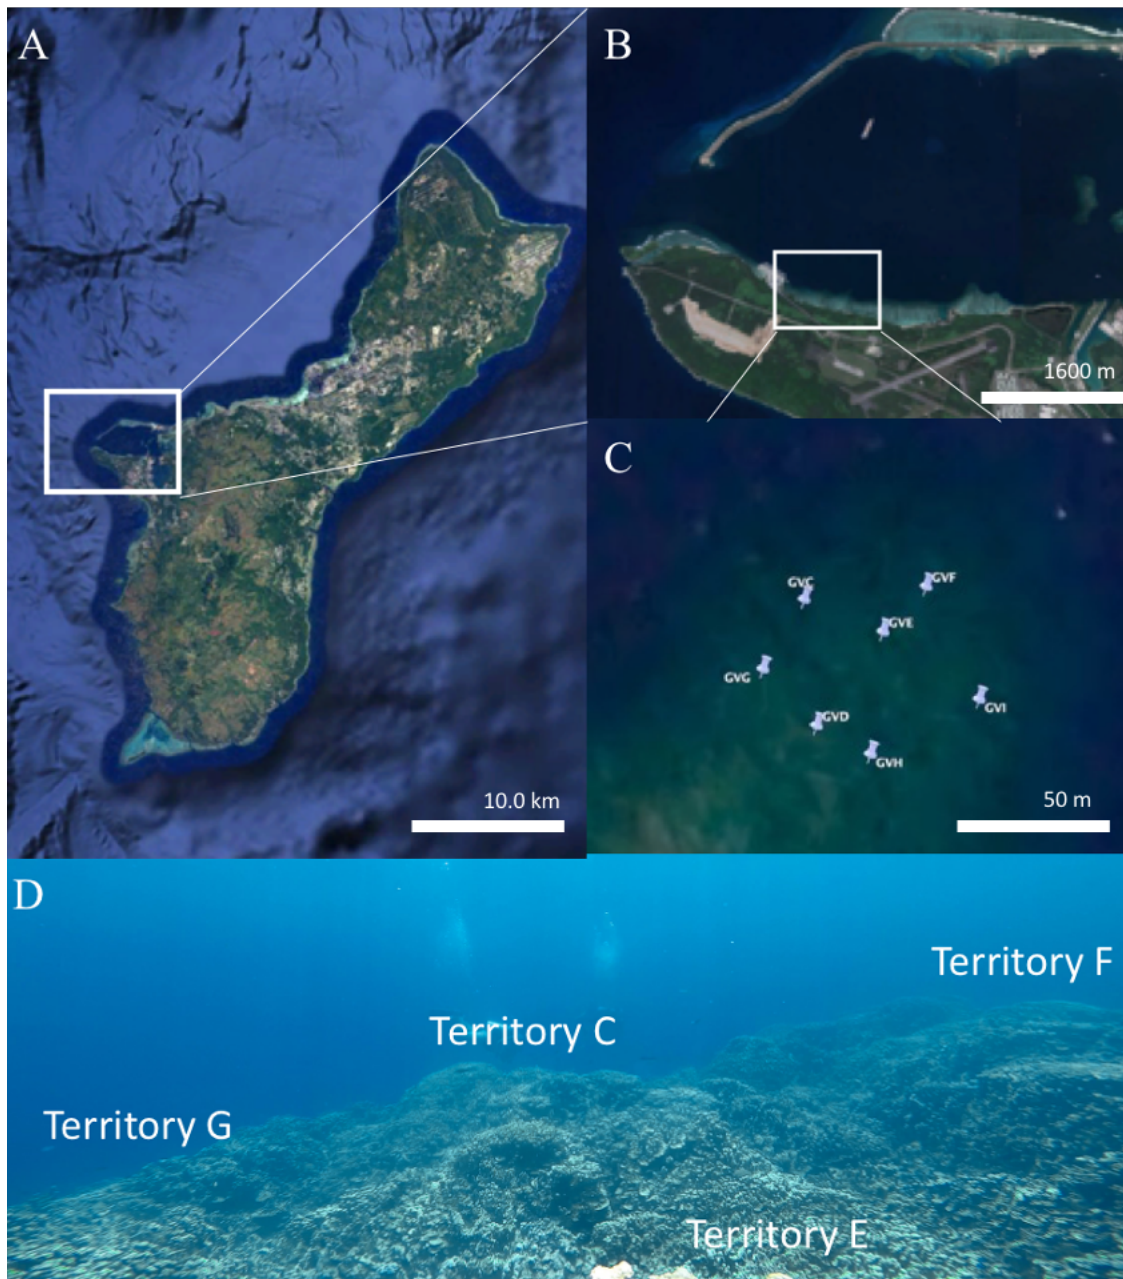 A
B
1600 m
C
GVC
GVF
GVE
GVG
GVI
GVD
GVH
10.0 km
50 m
D
Territory F
Territory C
Territory G
Territory E